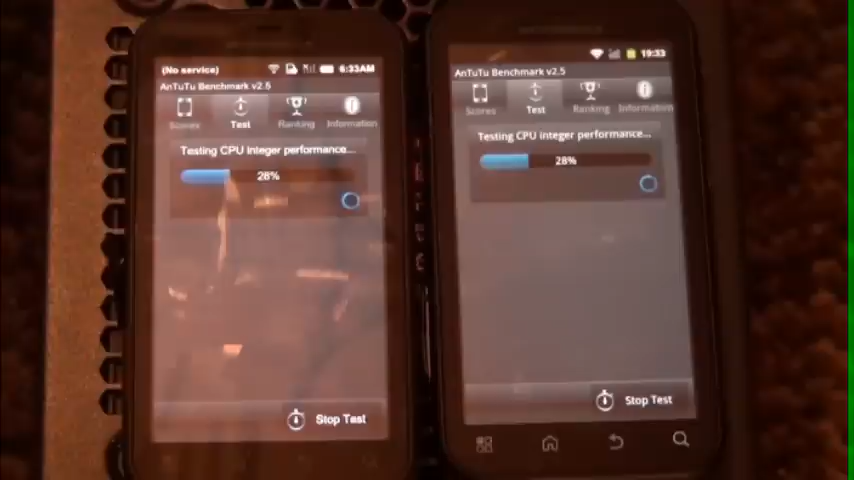 (No service) 6:33AM
AnTuTu Benchmark v2.5
Scores Test Ranking Information
Testing CPU integer performance...
28%
Stop Test
19:33
AnTuTu Benchmark v2.5
Scores Test Ranking Information
Testing CPU integer performance...
28%
Stop Test